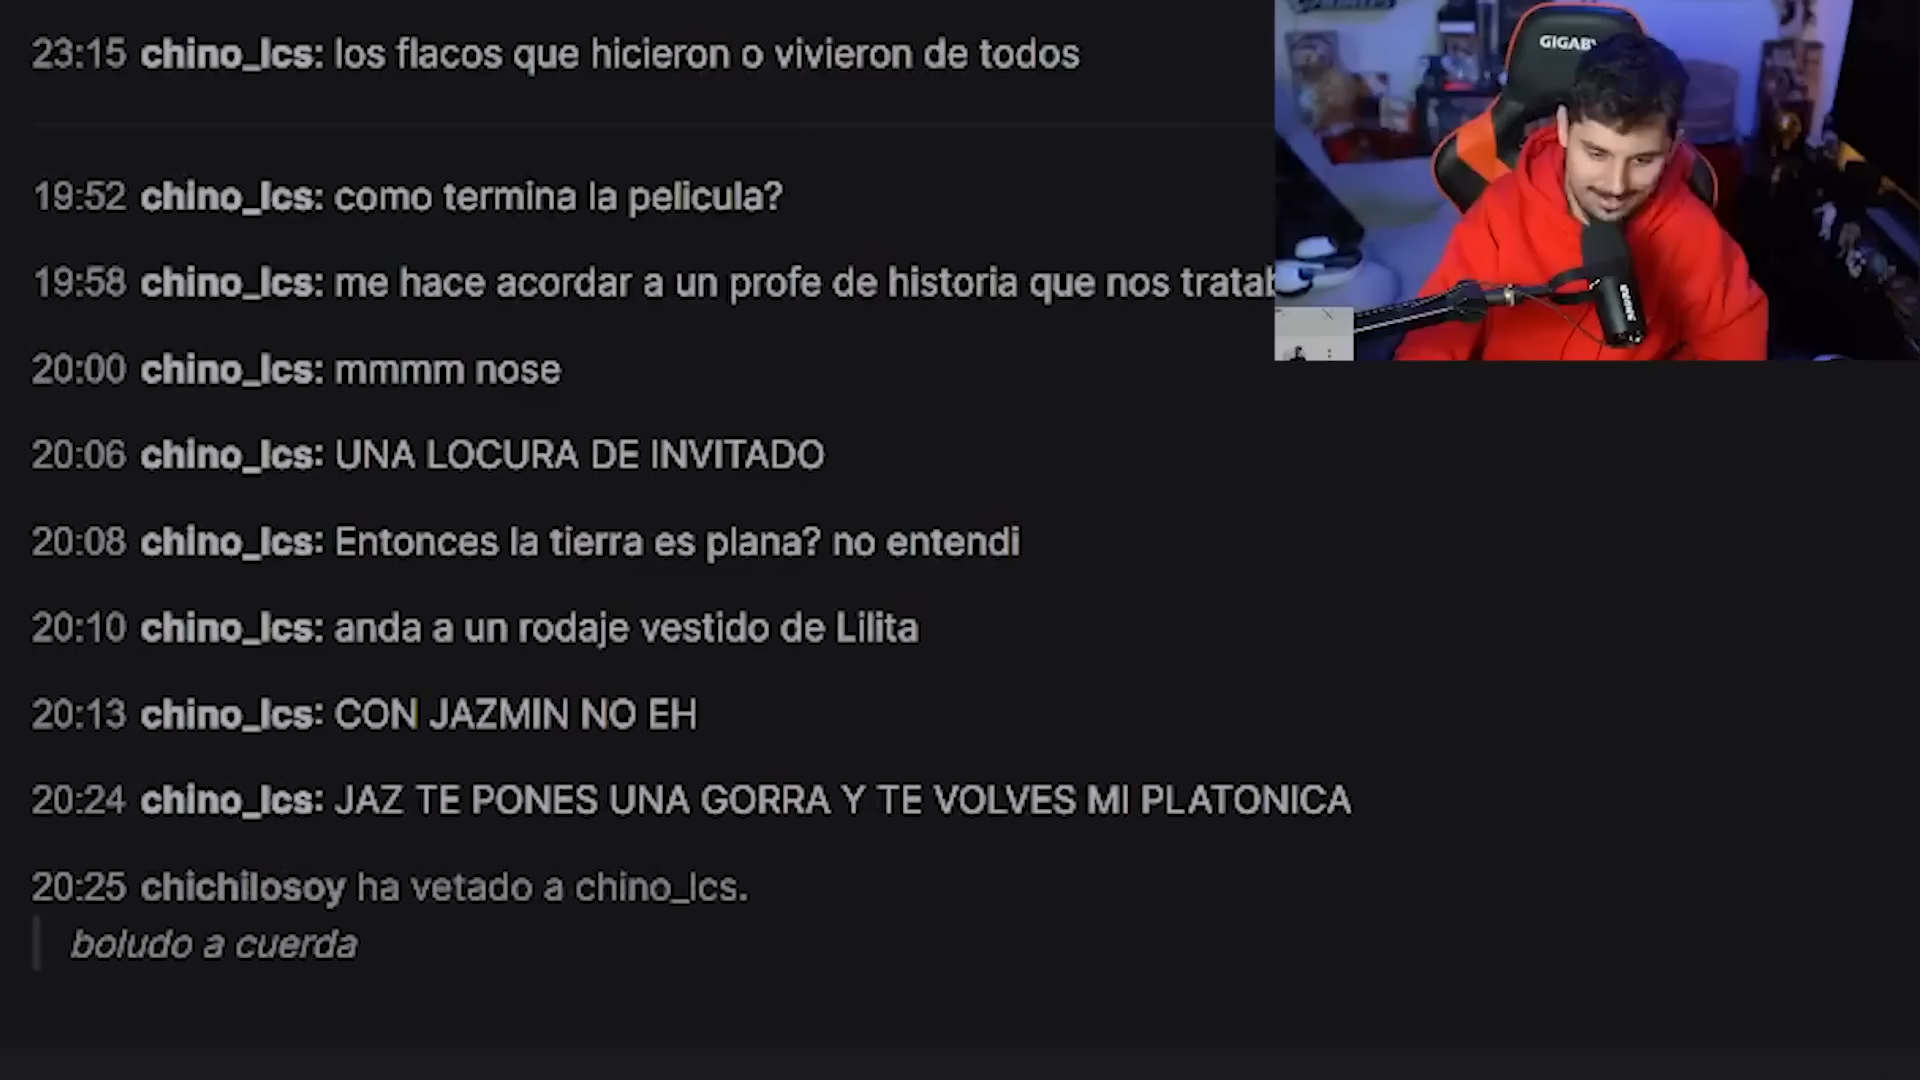 23:15 chino_lcs: los flacos que hicieron o vivieron de todos
19:52 chino_lcs: como termina la pelicula?
19:58 chino_lcs: me hace acordar a un profe de historia que nos tratab
20:00 chino_lcs: mmmm nose
20:06 chino_lcs: UNA LOCURA DE INVITADO
20:08 chino_lcs: Entonces la tierra es plana? no entendi
20:10 chino_lcs: anda a un rodaje vestido de Lilita
20:13 chino_lcs: CON JAZMIN NO EH
20:24 chino_lcs: JAZ TE PONES UNA GORRA Y TE VOLVES MI PLATONICA
20:25 chichilosoy ha vetado a chino_lcs.
boludo a cuerda
GIGABY